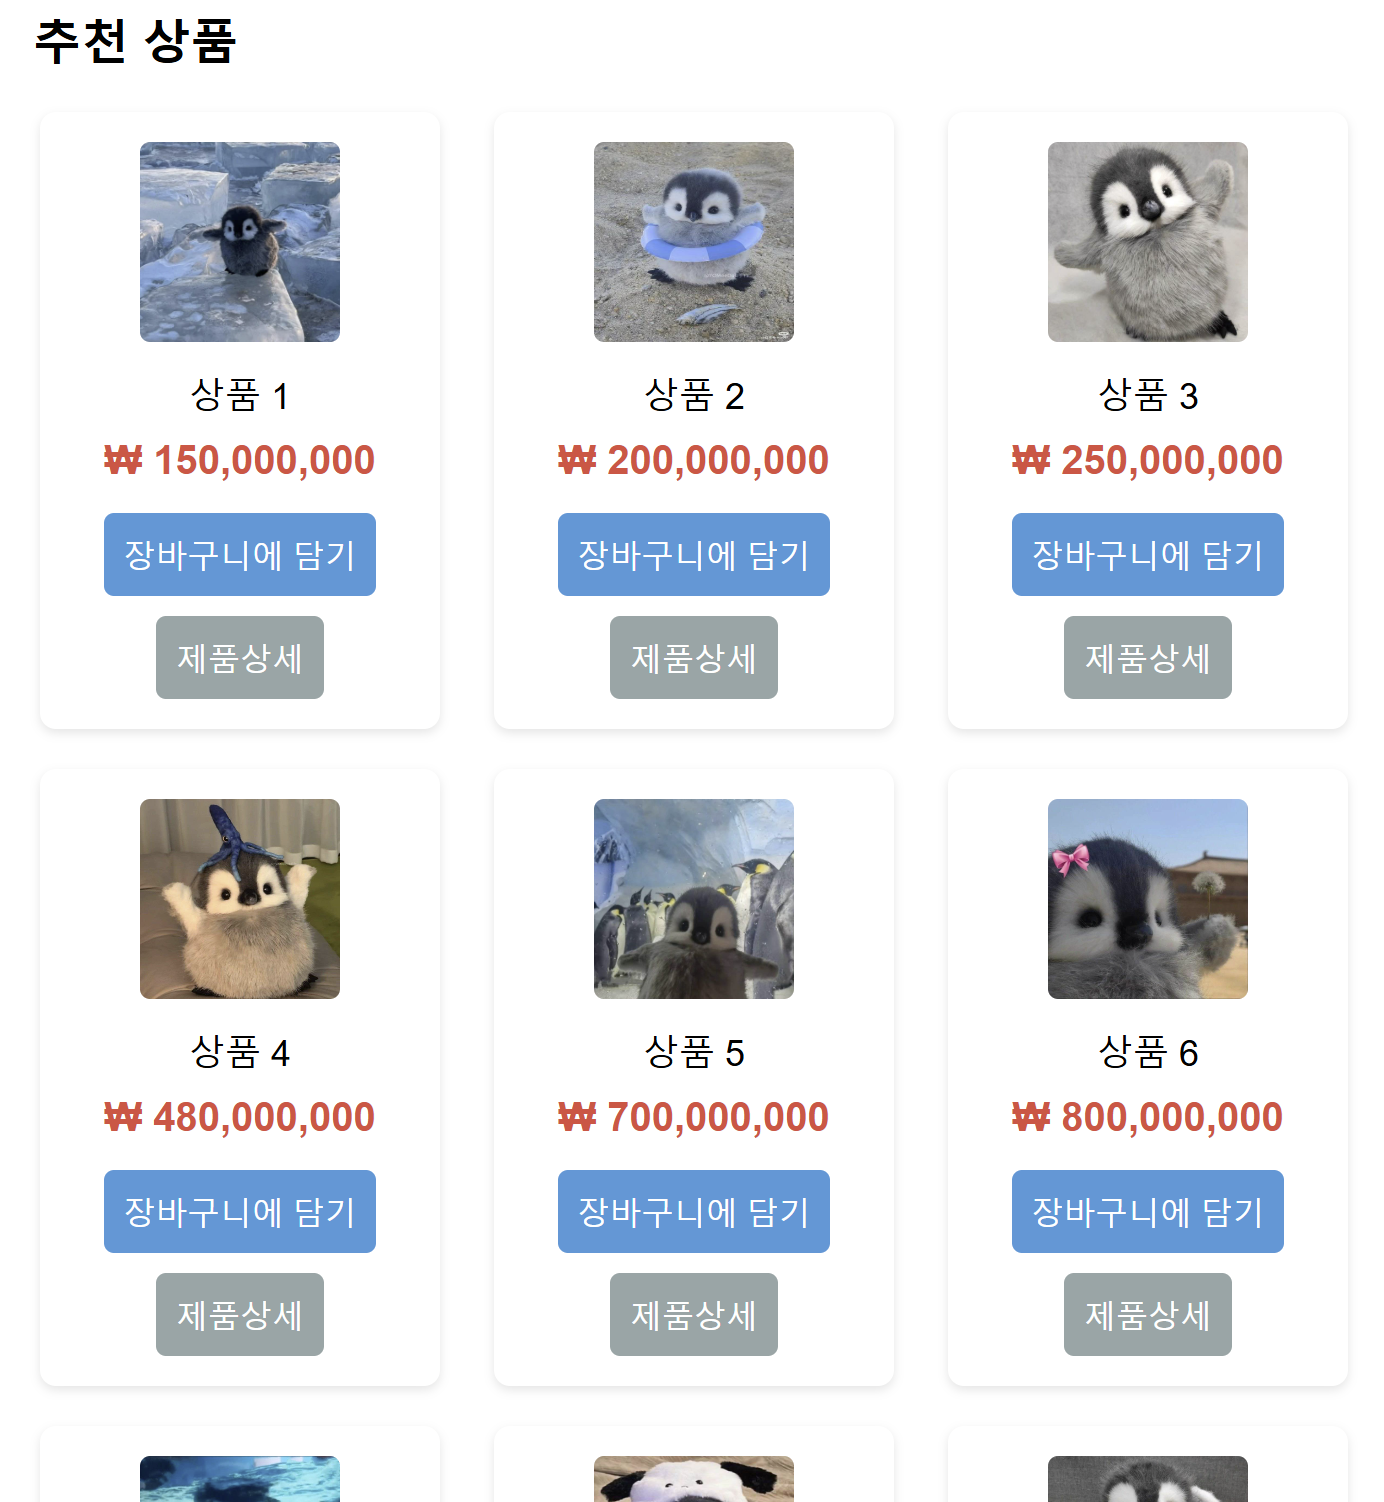 추천 상품
상품 1
₩ 150,000,000
장바구니에 담기
제품상세
상품 2
₩ 200,000,000
장바구니에 담기
제품상세
상품 3
₩ 250,000,000
장바구니에 담기
제품상세
상품 4
₩ 480,000,000
장바구니에 담기
제품상세
상품 5
₩ 700,000,000
장바구니에 담기
제품상세
상품 6
₩ 800,000,000
장바구니에 담기
제품상세